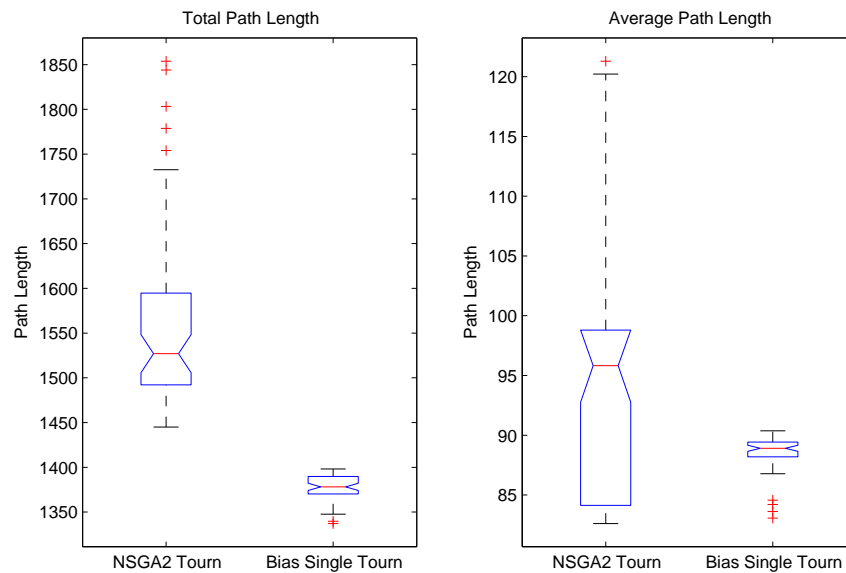 Total Path Length
Path Length
1850
1800
1750
1700
1650
1600
1550
1500
1450
1400
1350
NSGA2 Tourn
Bias Single Tourn
Average Path Length
Path Length
120
115
110
105
100
95
90
85
NSGA2 Tourn
Bias Single Tourn